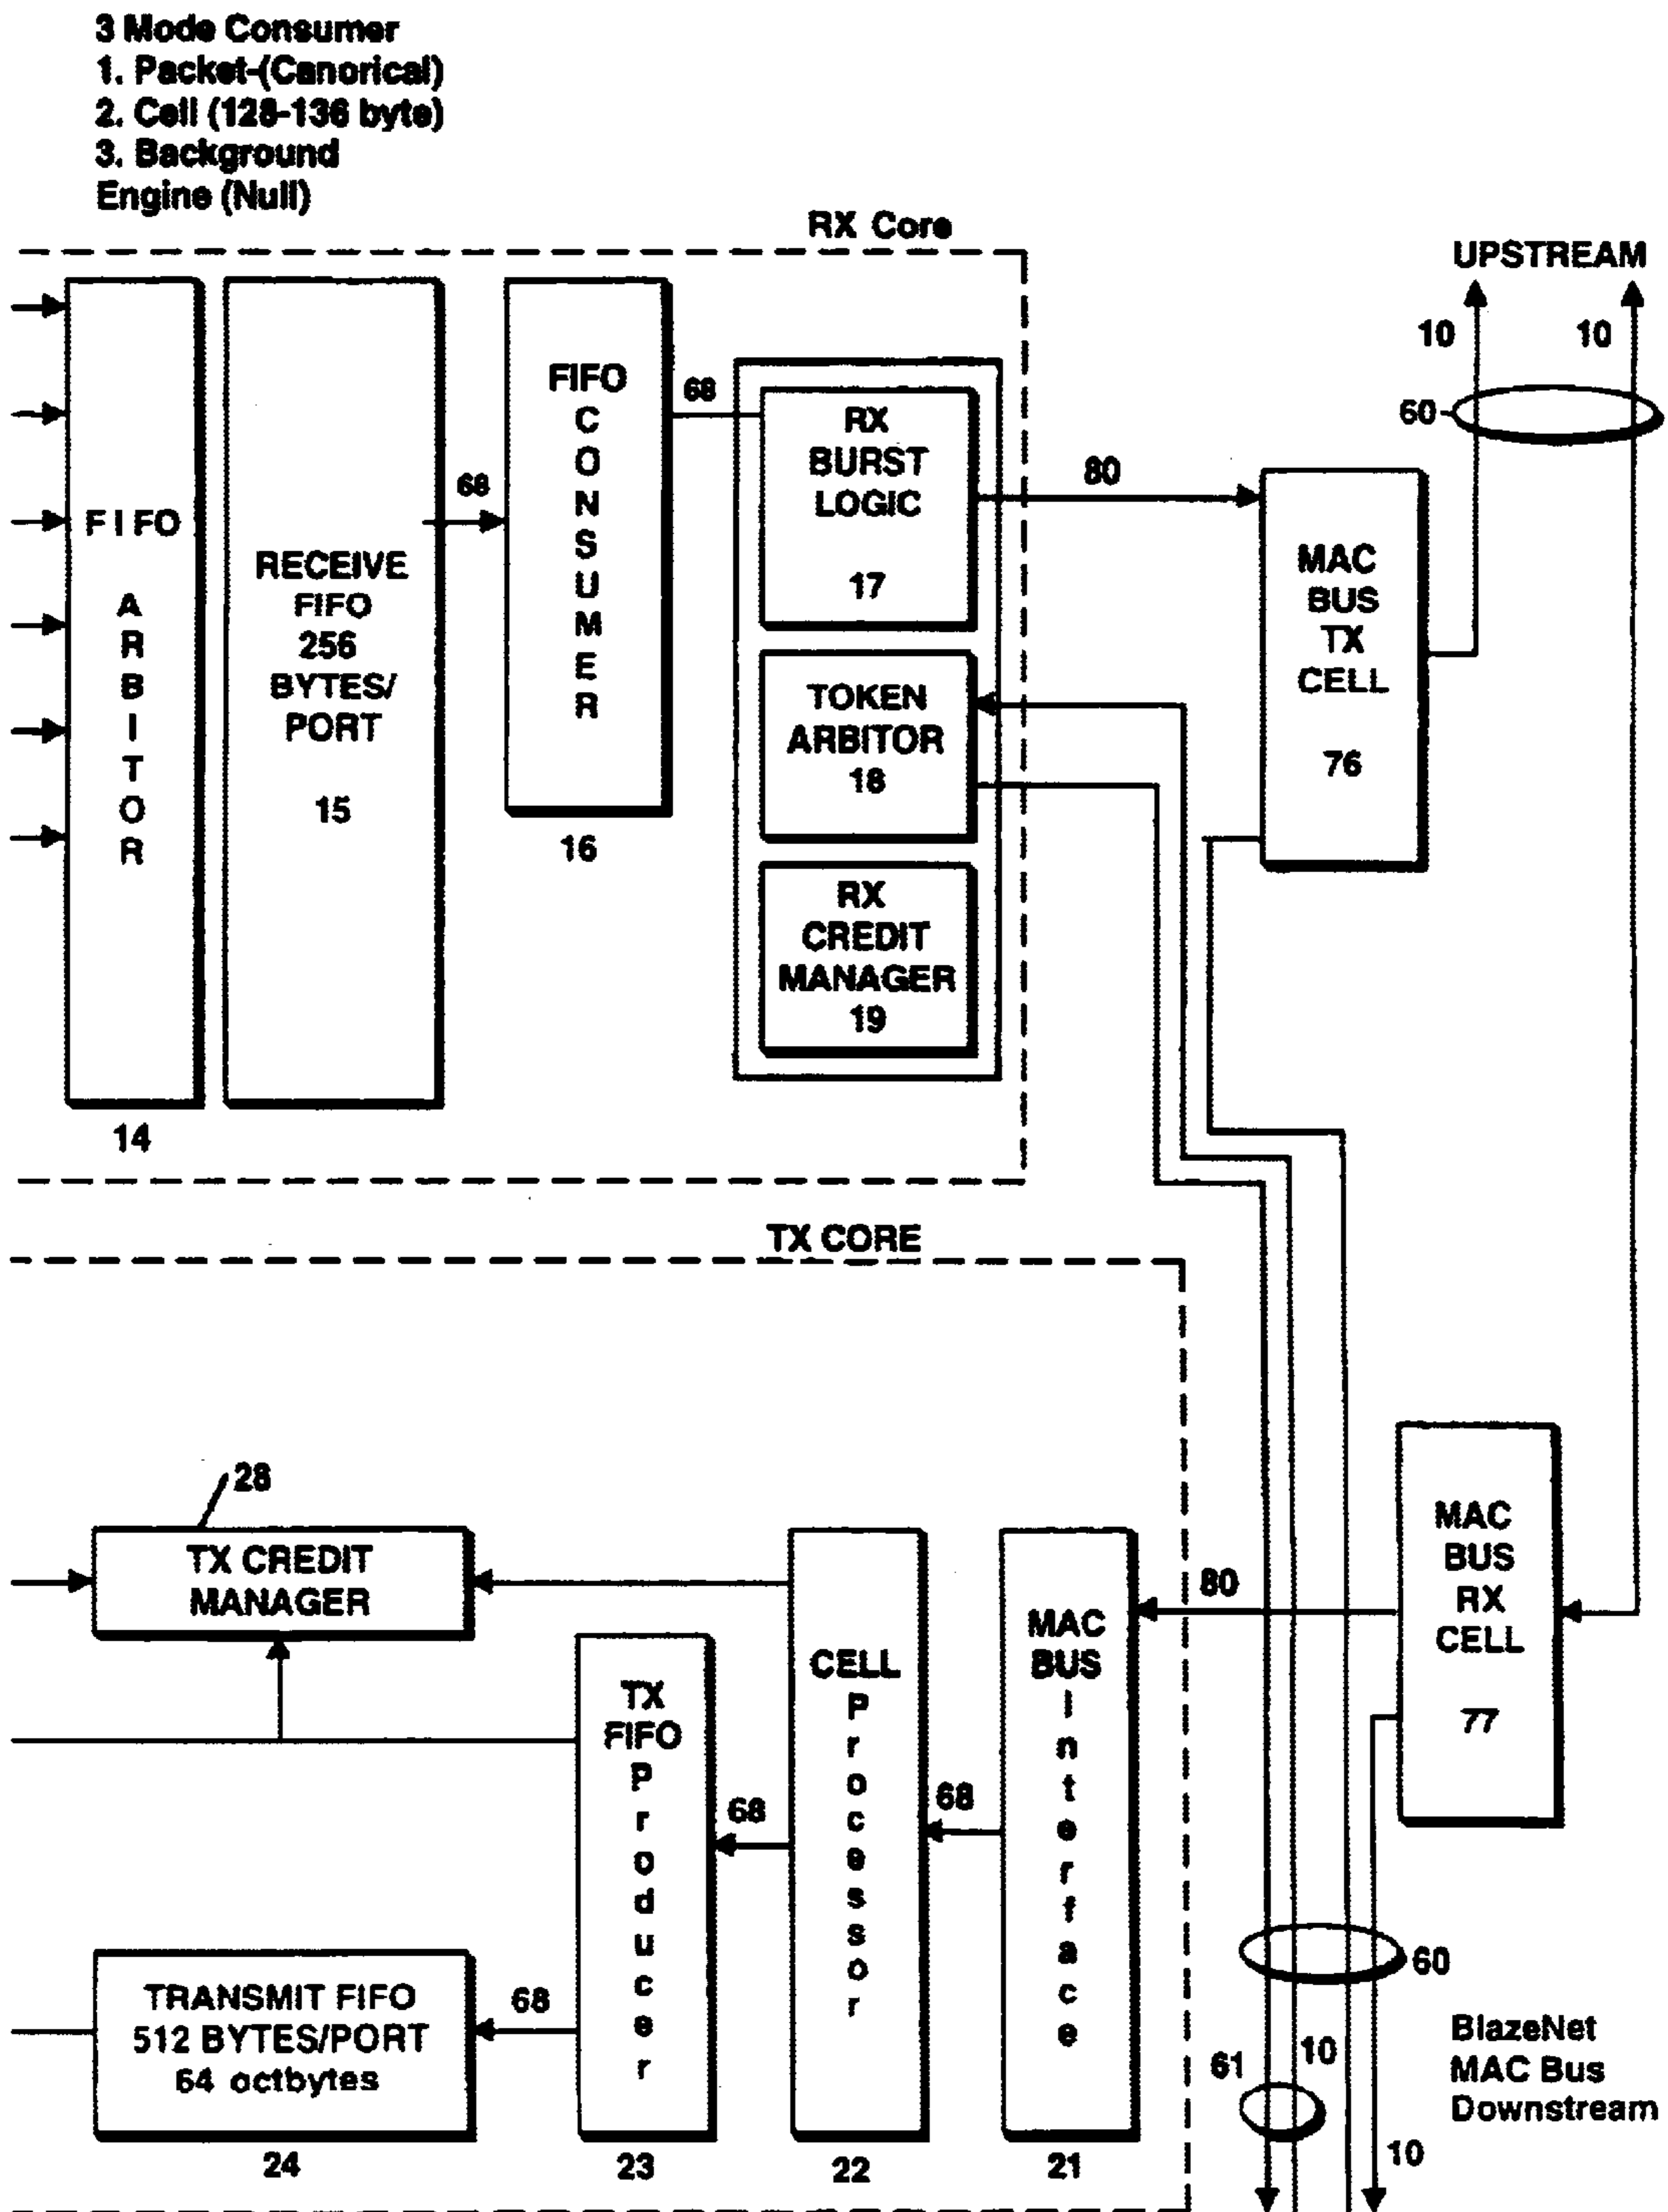 3 Mode Consumer
1. Packet-(Canorical)
2. Cell (128-136 byte)
3. Background
Engine (Null)
RX Core
UPSTREAM
10
10
60
FIFO
ARBITOR
14
RECEIVE
FIFO
256
BYTES/
PORT
15
68
FIFO
CONSUMER
16
68
RX
BURST
LOGIC
17
TOKEN
ARBITOR
18
RX
CREDIT
MANAGER
19
80
MAC
BUS
TX
CELL
76
TX CORE
28
TX CREDIT
MANAGER
TRANSMIT FIFO
512 BYTES/PORT
64 octbytes
24
68
TX
FIFO
Producer
23
68
CELL
Processor
22
68
MAC
BUS
Interface
21
80
MAC
BUS
RX
CELL
77
60
61
10
10
BlazeNet
MAC Bus
Downstream